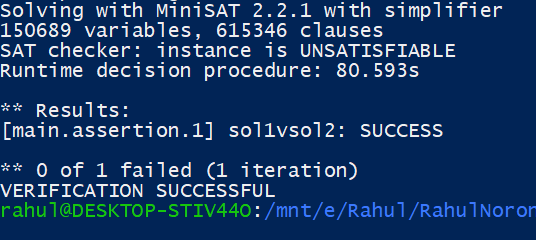 Solving with MiniSAT 2.2.1 with simplifier
150689 variables, 615346 clauses
SAT checker: instance is UNSATISFIABLE
Runtime decision procedure: 80.593s
** Results:
[main.assertion.1] sol1vsol2: SUCCESS
** 0 of 1 failed (1 iteration)
VERIFICATION SUCCESSFUL
rahul@DESKTOP-STIV44O:/mnt/e/Rahul/RahulNoron